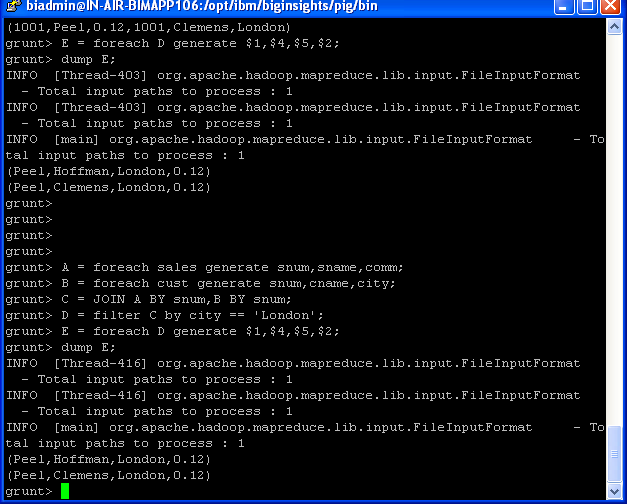 biadmin@IN-AIR-BIMAPP106:/opt/ibm/biginsights/pig/bin
(1001,Peel,0.12,1001,Clemens,London)
grunt> E = foreach D generate $1,$4,$5,$2;
grunt> dump E;
INFO  [Thread-403] org.apache.hadoop.mapreduce.lib.input.FileInputFormat
  - Total input paths to process : 1
INFO  [Thread-403] org.apache.hadoop.mapreduce.lib.input.FileInputFormat
  - Total input paths to process : 1
INFO  [main] org.apache.hadoop.mapreduce.lib.input.FileInputFormat     - To
tal input paths to process : 1
(Peel,Hoffman,London,0.12)
(Peel,Clemens,London,0.12)
grunt>
grunt>
grunt>
grunt>
grunt> A = foreach sales generate snum,sname,comm;
grunt> B = foreach cust generate snum,cname,city;
grunt> C = JOIN A BY snum,B BY snum;
grunt> D = filter C by city == 'London';
grunt> E = foreach D generate $1,$4,$5,$2;
grunt> dump E;
INFO  [Thread-416] org.apache.hadoop.mapreduce.lib.input.FileInputFormat
  - Total input paths to process : 1
INFO  [Thread-416] org.apache.hadoop.mapreduce.lib.input.FileInputFormat
  - Total input paths to process : 1
INFO  [main] org.apache.hadoop.mapreduce.lib.input.FileInputFormat     - To
tal input paths to process : 1
(Peel,Hoffman,London,0.12)
(Peel,Clemens,London,0.12)
grunt>